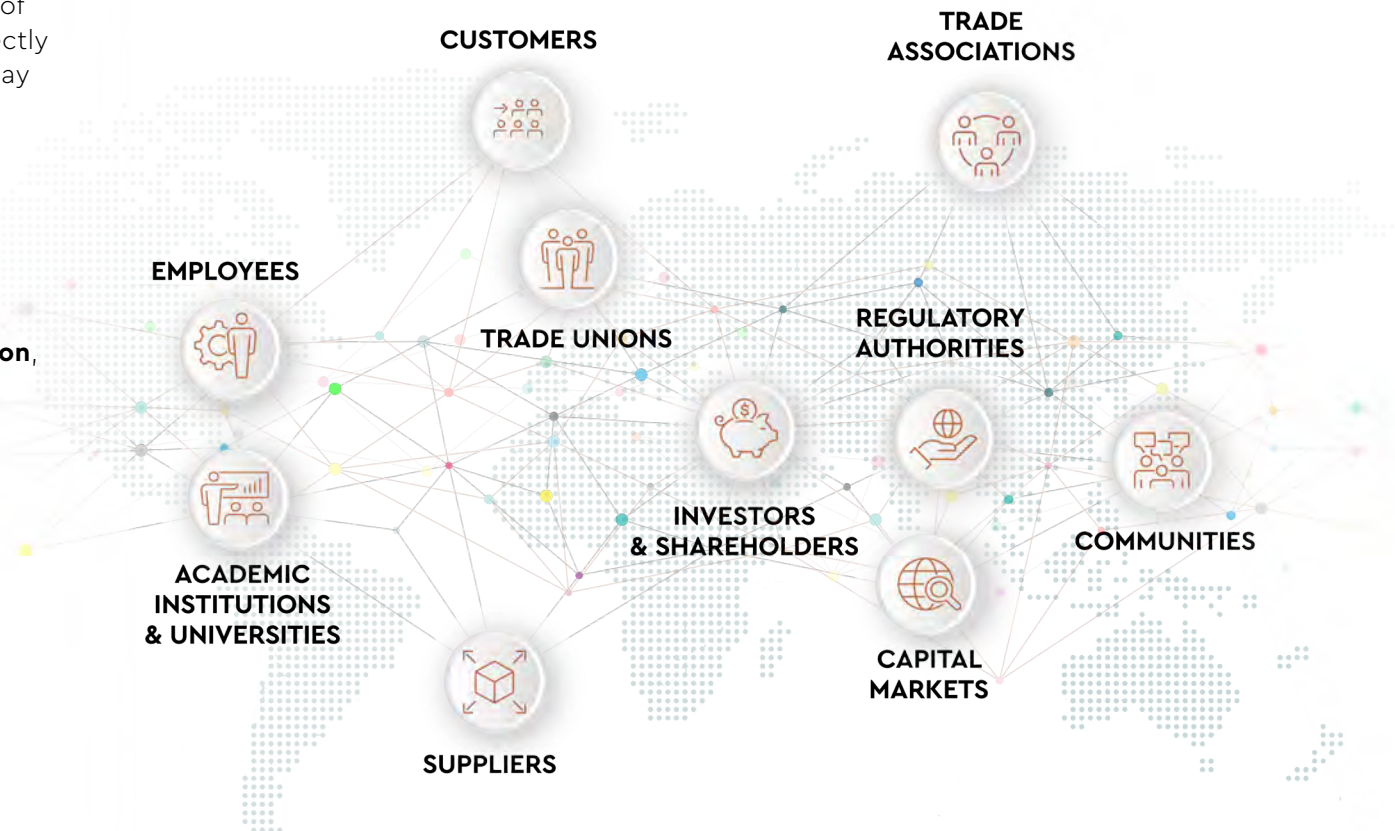 of
ectly
ay
on,
CUSTOMERS
TRADE
ASSOCIATIONS
EMPLOYEES
TRADE UNIONS
REGULATORY
AUTHORITIES
INVESTORS
& SHAREHOLDERS
COMMUNITIES
ACADEMIC
INSTITUTIONS
& UNIVERSITIES
CAPITAL
MARKETS
SUPPLIERS